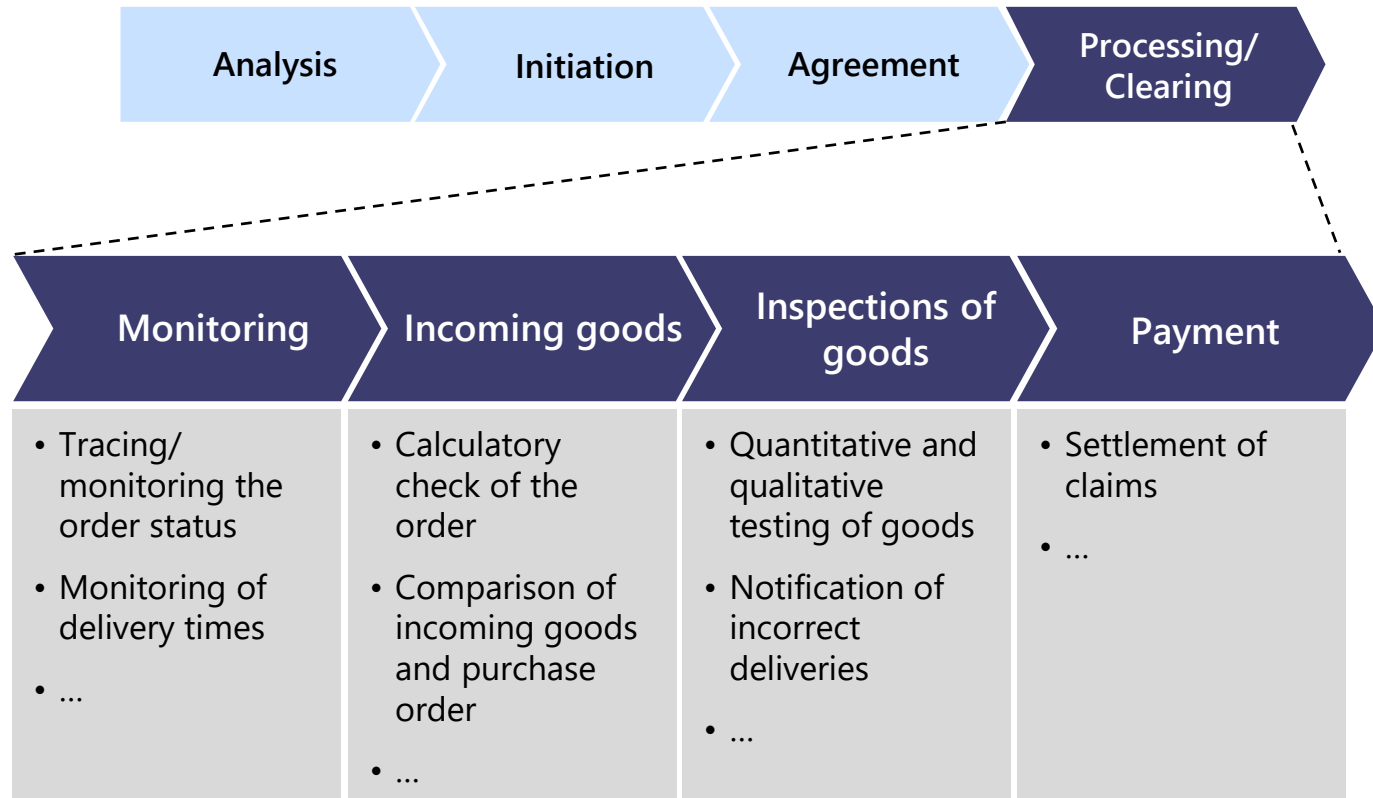 Analysis
Initiation
Agreement
Processing/
Clearing
Monitoring
Incoming goods
Inspections of
goods
Payment
• Tracing/
monitoring the
order status
• Monitoring of
delivery times
• ...
• Calculatory
check of the
order
• Comparison of
incoming goods
and purchase
order
• ...
• Quantitative and
qualitative
testing of goods
• Notification of
incorrect
deliveries
• ...
• Settlement of
claims
• ...